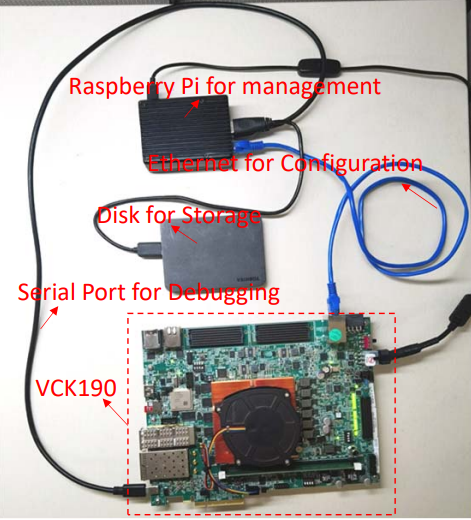 Raspberry Pi for management
Ethernet for Configuration
Disk for Storage
Serial Port for Debugging
VCK190